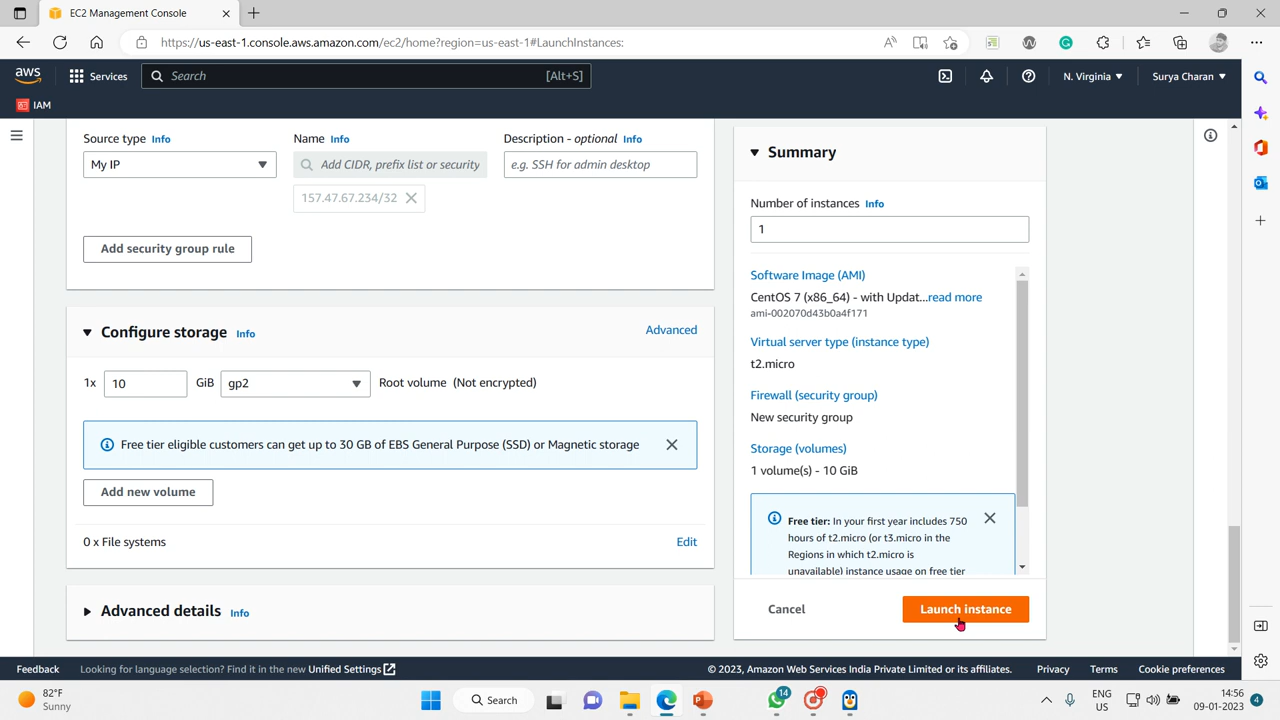 EC2 Management Console
https://us-east-1.console.aws.amazon.com/ec2/home?region=us-east-1#LaunchInstances:
aws
Services
Search
[Alt+S]
N. Virginia
Surya Charan
IAM
Source type Info
Name Info
Description - optional Info
My IP
Add CIDR, prefix list or security
e.g. SSH for admin desktop
157.47.67.234/32
Add security group rule
Configure storage Info
Advanced
1x 10 GiB gp2 Root volume (Not encrypted)
Free tier eligible customers can get up to 30 GB of EBS General Purpose (SSD) or Magnetic storage
Add new volume
0 x File systems
Edit
Advanced details Info
Summary
Number of instances Info
1
Software Image (AMI)
CentOS 7 (x86_64) - with Updat...read more
ami-002070d43b0a4f171
Virtual server type (instance type)
t2.micro
Firewall (security group)
New security group
Storage (volumes)
1 volume(s) - 10 GiB
Free tier: In your first year includes 750
hours of t2.micro (or t3.micro in the
Regions in which t2.micro is
unavailable) instance usage on free tier
Cancel
Launch instance
Feedback
Looking for language selection? Find it in the new Unified Settings
© 2023, Amazon Web Services India Private Limited or its affiliates.
Privacy
Terms
Cookie preferences
82°F
Sunny
Search
14
ENG
US
14:56
09-01-2023
4